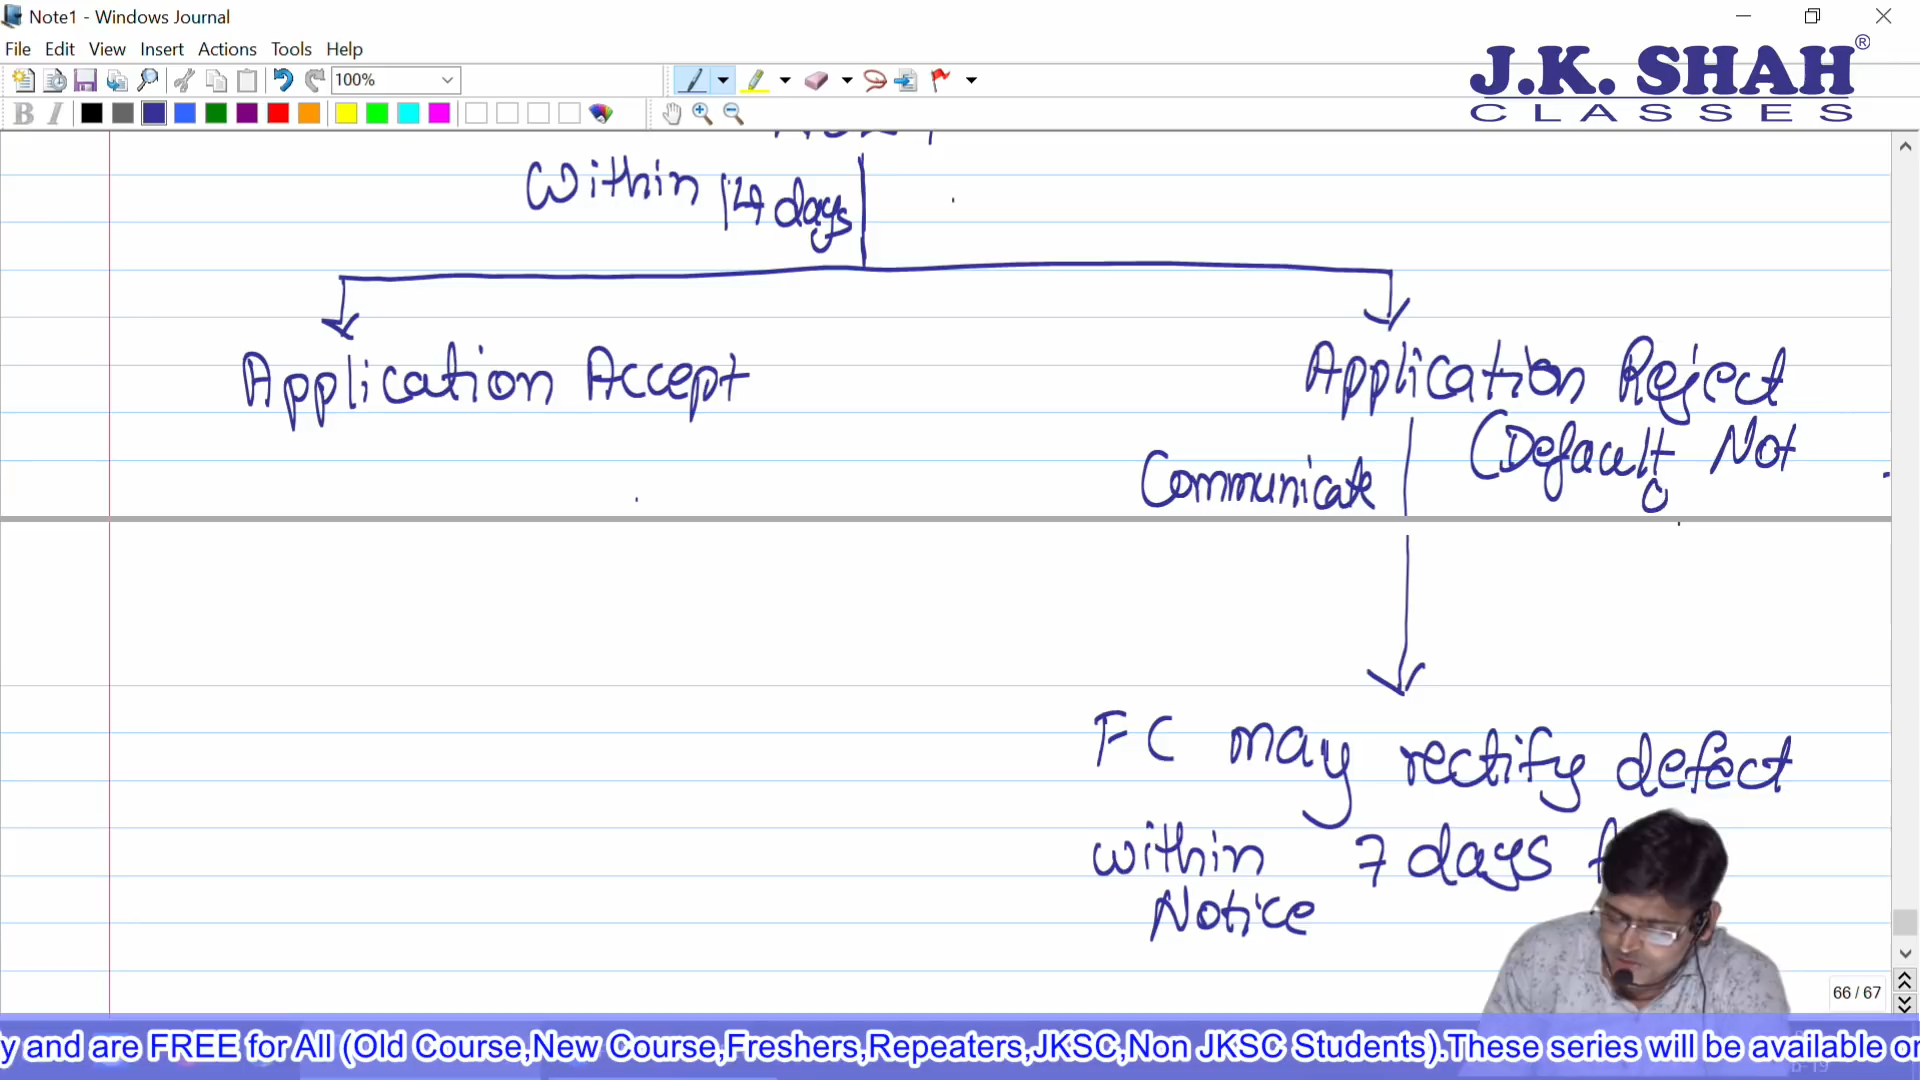 Note1 - Windows Journal
File Edit View Insert Actions Tools Help
100%
B I
J.K. SHAH®
CLASSES
Within 14 days
Application Accept
Application Reject
(Default Not
Communicate
FC may rectify defect
within 7 days
Notice
66 / 67
y and are FREE for All (Old Course,New Course,Freshers,Repeaters,JKSC,Non JKSC Students).These series will be available on